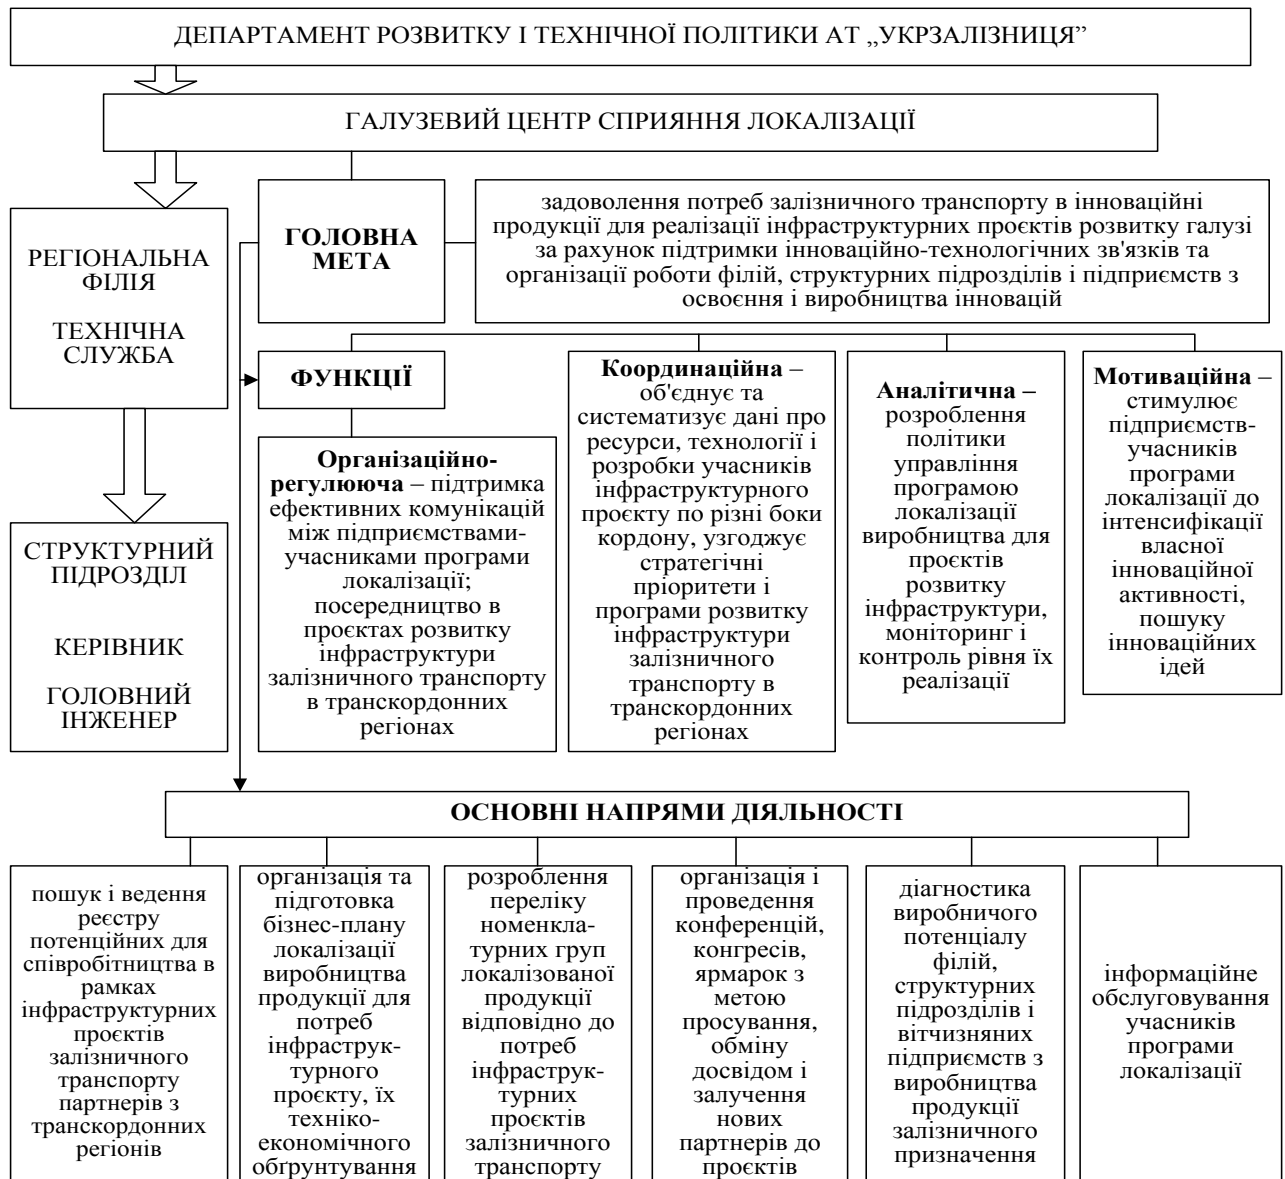 ДЕПАРТАМЕНТ РОЗВИТКУ І ТЕХНІЧНОЇ ПОЛІТИКИ АТ „УКРЗАЛІЗНИЦЯ”
ГАЛУЗЕВИЙ ЦЕНТР СПРИЯННЯ ЛОКАЛІЗАЦІЇ
РЕГІОНАЛЬНА
ФІЛІЯ
ТЕХНІЧНА
СЛУЖБА
ГОЛОВНА
МЕТА
задоволення потреб залізничного транспорту в інноваційні
продукції для реалізації інфраструктурних проєктів розвитку галузі
за рахунок підтримки інноваційно-технологічних зв'язків та
організації роботи філій, структурних підрозділів і підприємств з
освоєння і виробництва інновацій
ФУНКЦІЇ
Організаційно-
регулююча – підтримка
ефективних комунікацій
між підприємствами-
учасниками програми
локалізації;
посередництво в
проєктах розвитку
інфраструктури
залізничного транспорту
в транскордонних
регіонах
Координаційна –
об'єднує та
систематизує дані про
ресурси, технології і
розробки учасників
інфраструктурного
проєкту по різні боки
кордону, узгоджує
стратегічні
пріоритети і
програми розвитку
інфраструктури
залізничного
транспорту в
транскордонних
регіонах
Аналітична –
розроблення
політики
управління
програмою
локалізації
виробництва для
проєктів
розвитку
інфраструктури,
моніторинг і
контроль рівня їх
реалізації
Мотиваційна –
стимулює
підприємств-
учасників
програми
локалізації до
інтенсифікації
власної
інноваційної
активності,
пошуку
інноваційних
ідей
СТРУКТУРНИЙ
ПІДРОЗДІЛ
КЕРІВНИК
ГОЛОВНИЙ
ІНЖЕНЕР
ОСНОВНІ НАПРЯМИ ДІЯЛЬНОСТІ
пошук і ведення
реєстру
потенційних для
співробітництва в
рамках
інфраструктурних
проєктів
залізничного
транспорту
партнерів з
транскордонних
регіонів
організація та
підготовка
бізнес-плану
локалізації
виробництва
продукції для
потреб
інфраструк-
турного
проєкту, їх
техніко-
економічного
обґрунтування
розроблення
переліку
номенкла-
турних груп
локалізованої
продукції
відповідно до
потреб
інфраструк-
турних
проєктів
залізничного
транспорту
організація і
проведення
конференцій,
конгресів,
ярмарок з
метою
просування,
обміну
досвідом і
залучення
нових
партнерів до
проєктів
діагностика
виробничого
потенціалу
філій,
структурних
підрозділів і
вітчизняних
підприємств з
виробництва
продукції
залізничного
призначення
інформаційне
обслуговування
учасників
програми
локалізації